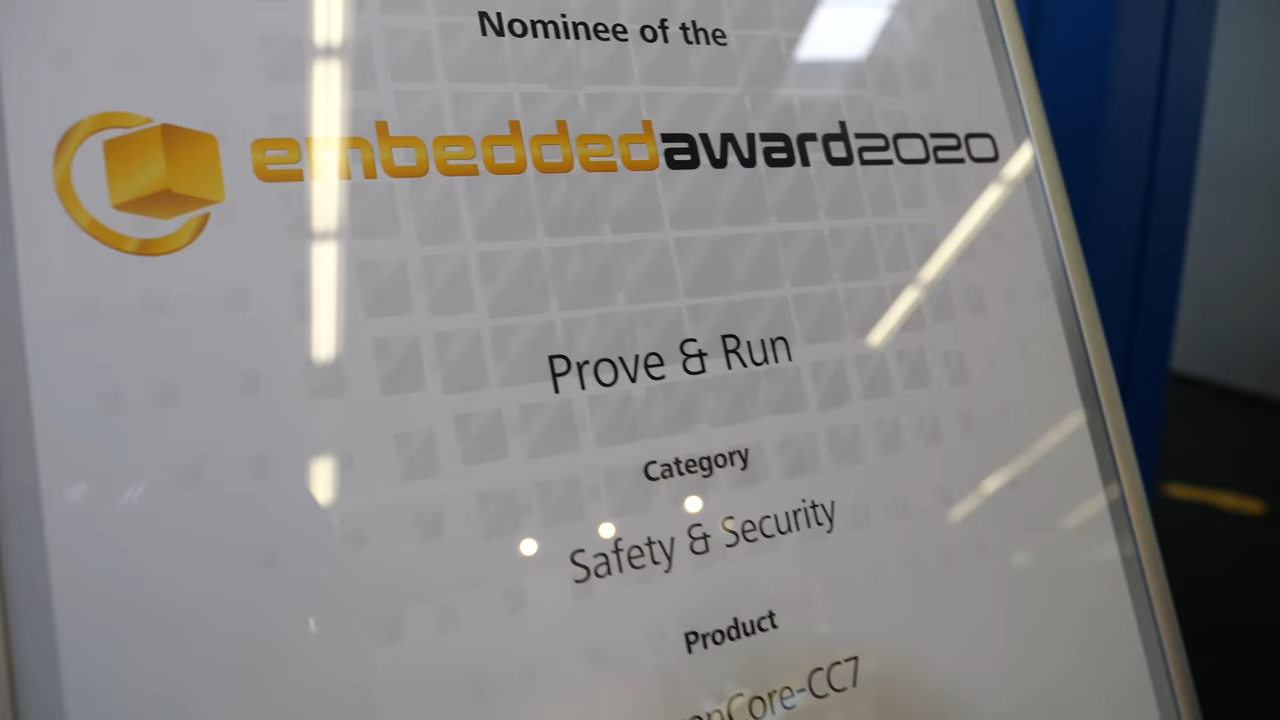 Nominee of the
embeddedaward2020
Prove & Run
Category
Safety & Security
Product